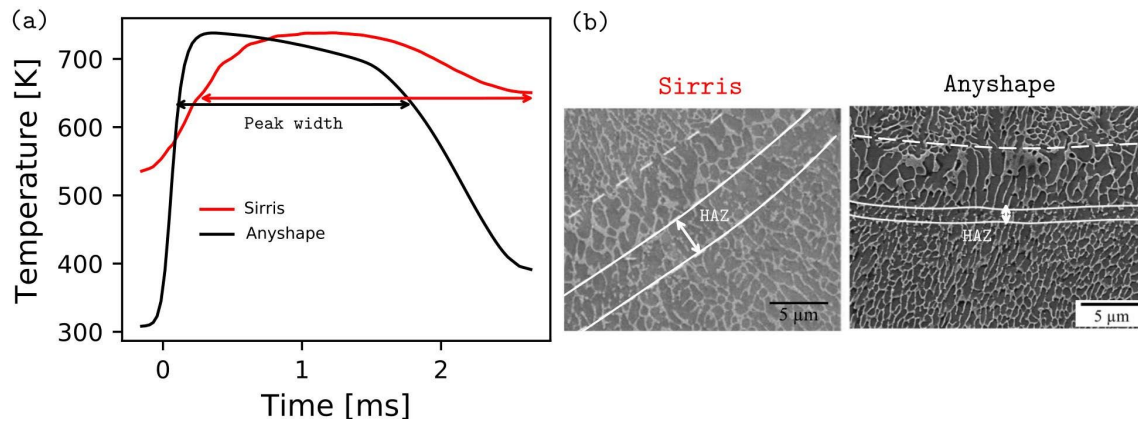 (a)
Temperature [K]
700
600
500
400
300
Peak width
Sirris
Anyshape
0
1
2
Time [ms]
(b)
Sirris
HAZ
5 μm
Anyshape
HAZ
5 μm